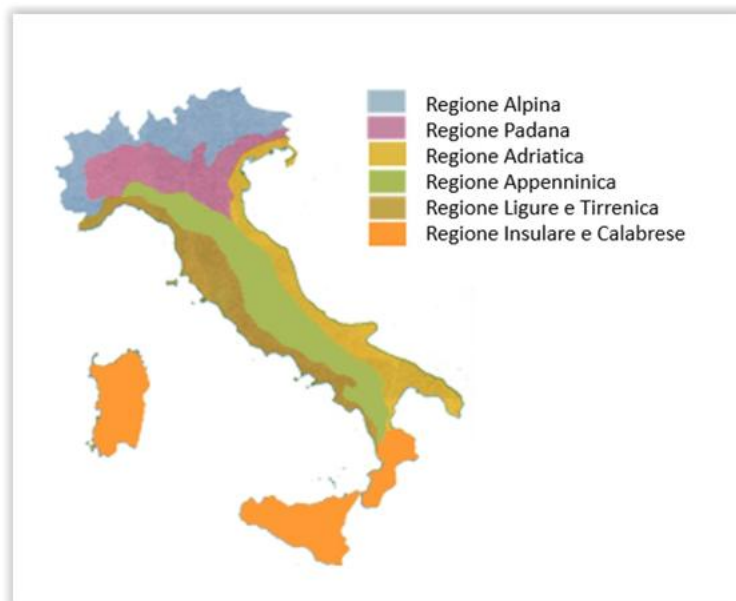 Regione Alpina
Regione Padana
Regione Adriatica
Regione Appenninica
Regione Ligure e Tirrenica
Regione Insulare e Calabrese